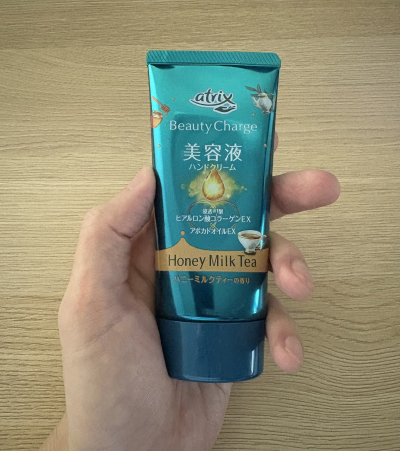 atrix
Beauty Charge
美容液
ハンドクリーム
ヒアルロン酸コラーゲンEX
アボカドオイルEX
Honey Milk Tea
ハニーミルクティーの香り